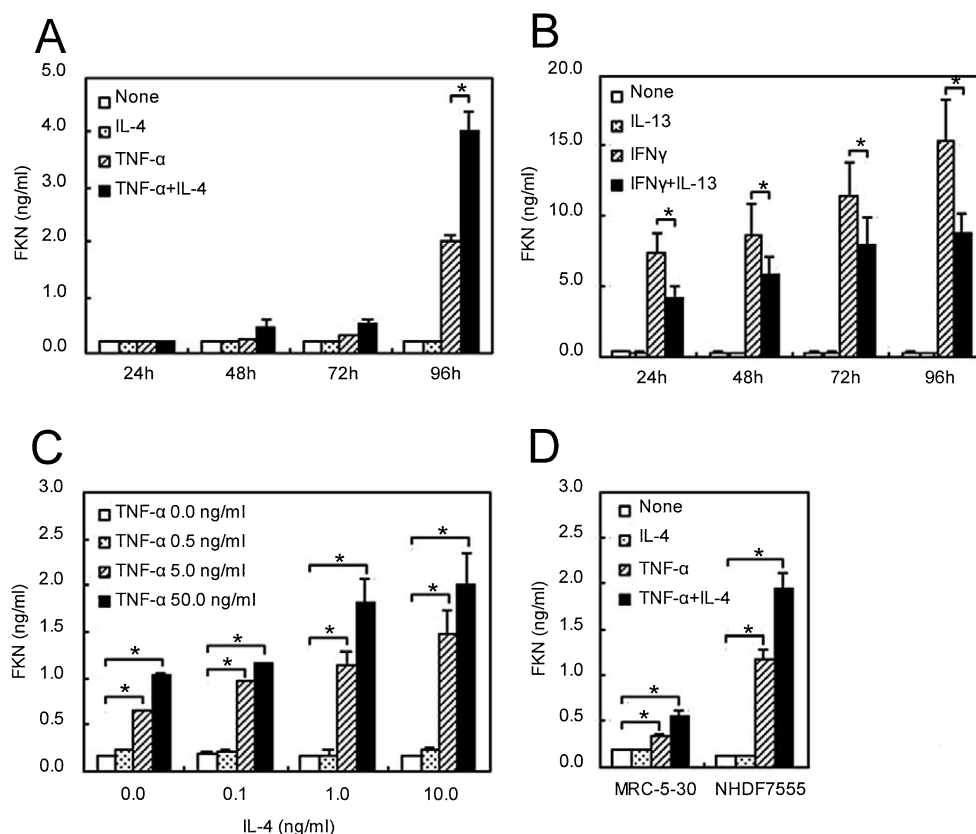 A
FKN (ng/ml)
5.0
4.0
3.0
2.0
1.0
0.0
None
IL-4
TNF-α
TNF-α+IL-4
*
24h 48h 72h 96h
B
FKN (ng/ml)
20.0
15.0
10.0
5.0
0.0
None
IL-13
IFNγ
IFNγ+IL-13
* * * *
24h 48h 72h 96h
C
FKN (ng/ml)
3.0
2.5
2.0
1.5
1.0
0.5
0.0
TNF-α 0.0 ng/ml
TNF-α 0.5 ng/ml
TNF-α 5.0 ng/ml
TNF-α 50.0 ng/ml
* * * *
* * * *
0.0 0.1 1.0 10.0
IL-4 (ng/ml)
D
FKN (ng/ml)
3.0
2.5
2.0
1.5
1.0
0.5
0.0
None
IL-4
TNF-α
TNF-α+IL-4
* *
* *
MRC-5-30 NHDF7555